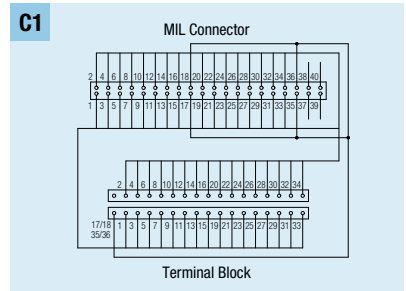 C1
MIL Connector
2 4 6 8 10 12 14 16 18 20 22 24 26 28 30 32 34 36 38 40
1 3 5 7 9 11 13 15 17 19 21 23 25 27 29 31 33 35 37 39
2 4 6 8 10 12 14 16 20 22 24 26 28 30 32 34
17/18 1 3 5 7 9 11 13 15 19 21 23 25 27 29 31 33
35/36
Terminal Block